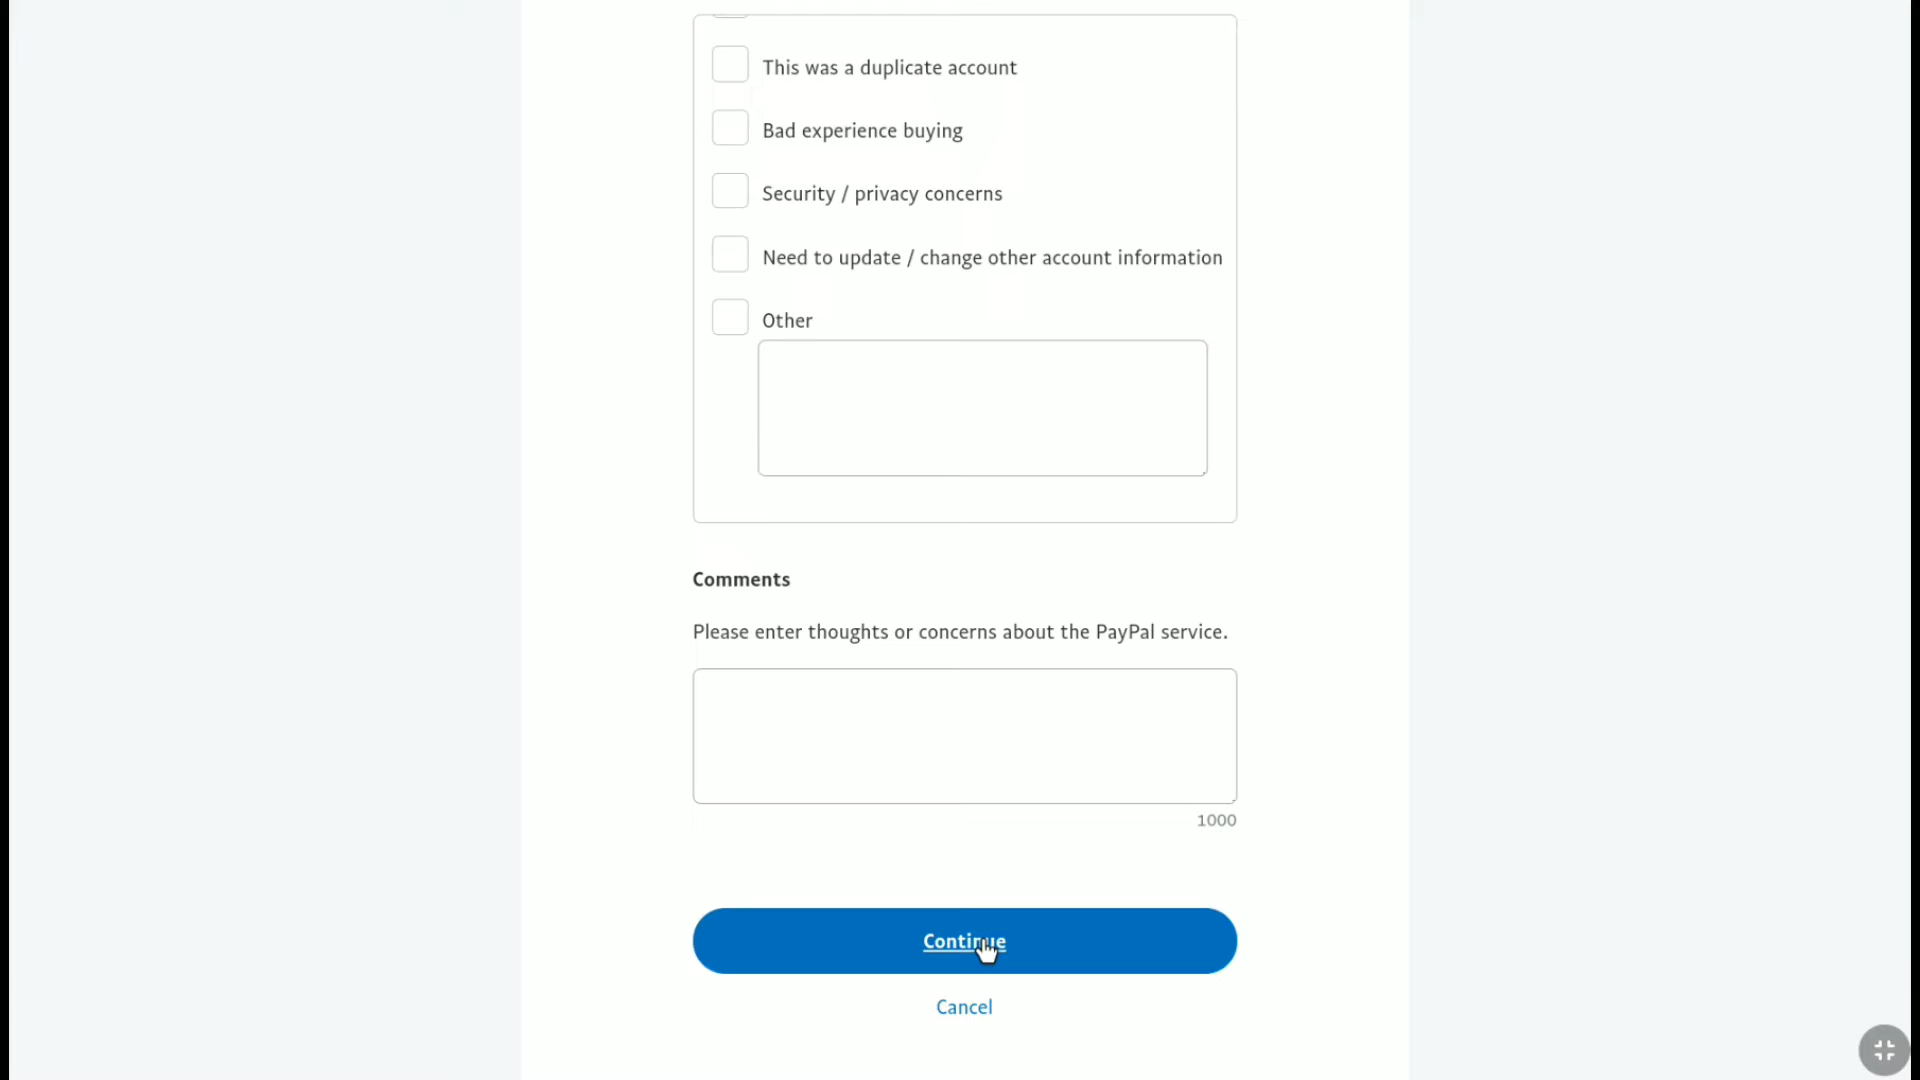 This was a duplicate account
Bad experience buying
Security / privacy concerns
Need to update / change other account information
Other
Comments
Please enter thoughts or concerns about the PayPal service.
1000
Continue
Cancel